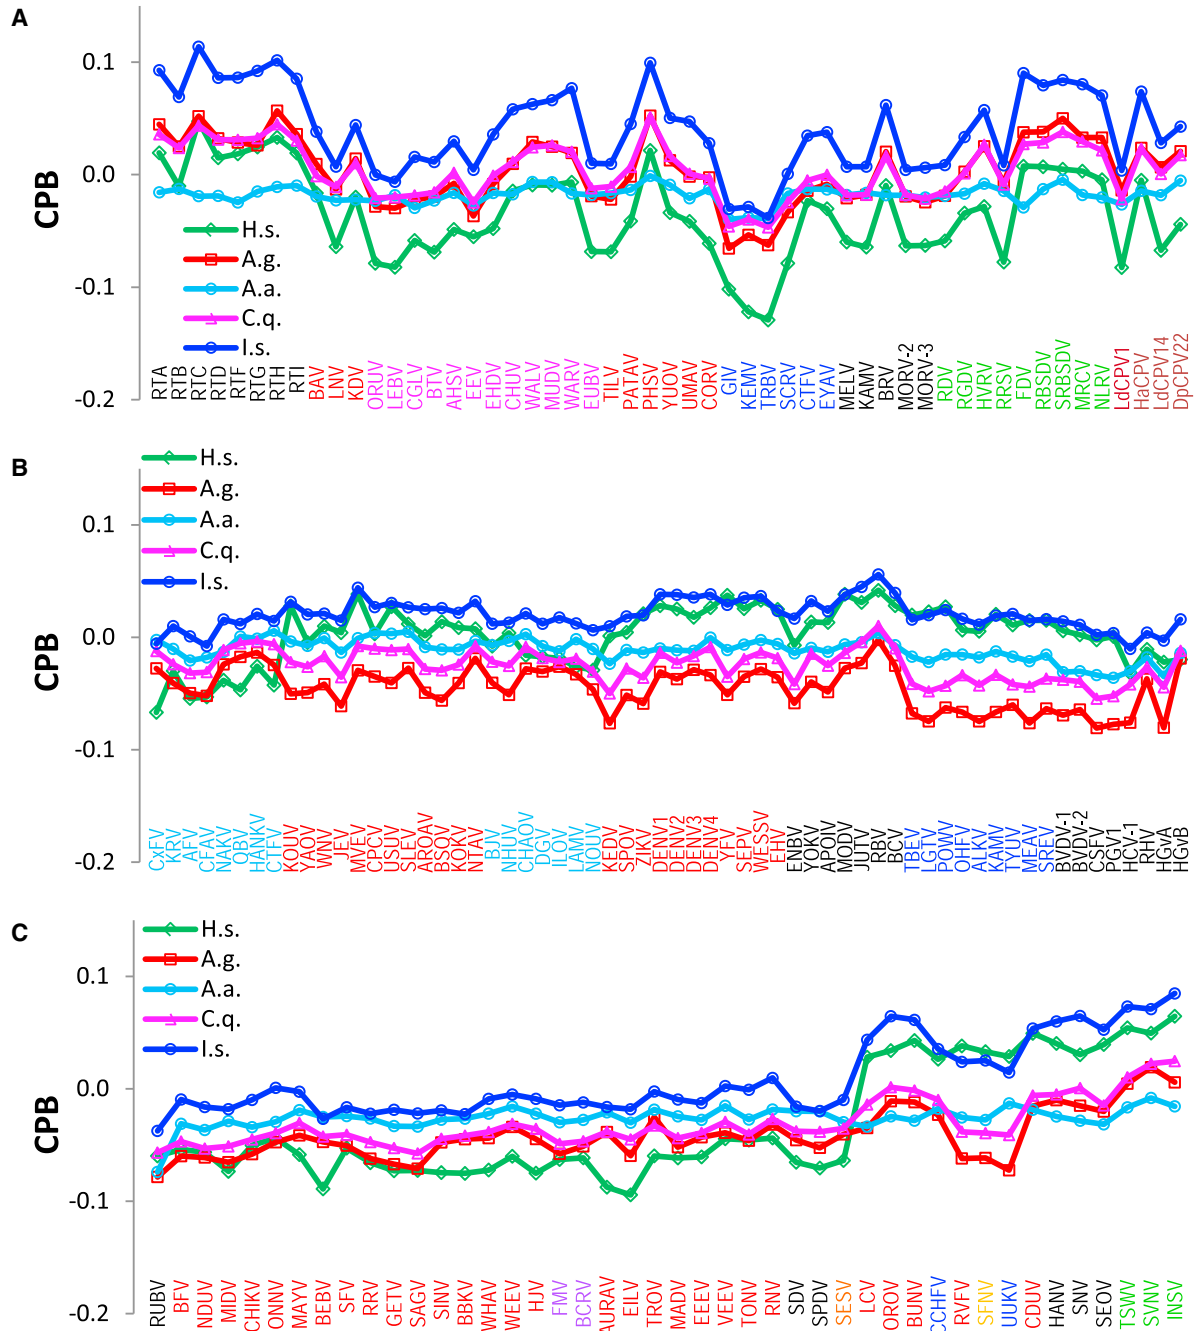 A
CPB
0.1
0.0
-0.1
-0.2
H.s.
A.g.
A.a.
C.q.
I.s.
RTA
RTB
RTC
RTD
RTF
RTG
RTH
RTI
BAV
LNV
KDV
ORUV
LEBV
CGLV
BTV
AHSV
EEV
EHDV
CHUV
WALV
MUDV
WARV
EUBV
TILV
PATAV
PHSV
YUOV
UMAV
CORV
GIV
KEMV
TRBV
SCRV
CTFV
EYAV
MELV
KAMV
BRV
MORV-2
MORV-3
RDV
RGDV
HVRV
RRSV
FDV
RBSDV
SRBSDV
MRCV
NLRV
LdCPV1
HaCPV
LdCPV14
DpCPV22
B
CPB
0.1
0.0
-0.1
-0.2
H.s.
A.g.
A.a.
C.q.
I.s.
CxFV
KRV
AFV
CFAV
NAKV
QBV
HANKV
CTFV
KOUV
YAOV
WNV
JEV
MVEV
CPCV
USUV
SLEV
AROAV
BSQV
KOKV
NTAV
BJV
NHUV
CHAOV
DGV
ILOV
LAMV
NOUV
KEDV
SPOV
ZIKV
DENV1
DENV2
DENV3
DENV4
YFV
SEPV
WESSV
EHV
ENBV
YOKV
APOIV
MODV
JUTV
RBV
BCV
TBEV
LGTV
POWV
OHFV
ALKV
KAMV
TYUV
MEAV
SREV
BVDV-1
BVDV-2
CSFV
PGV1
HCV-1
RHV
HGvA
HGvB
C
CPB
0.1
0.0
-0.1
-0.2
H.s.
A.g.
A.a.
C.q.
I.s.
RUBV
BFV
NDUV
MIDV
CHIKV
ONNV
MAYV
BEBV
SFV
RRV
GETV
SAGV
SINV
BBKV
WHAV
WEEV
HJV
FMV
BCRV
AURAV
EILV
TROV
MADV
EEEV
VEEV
TONV
RNV
SDV
SPDV
SESV
LCV
OROV
BUNV
CCHFV
RVFV
SFNV
UUKV
CDUV
HANV
SNV
SEOV
TSWV
SVNV
INSV